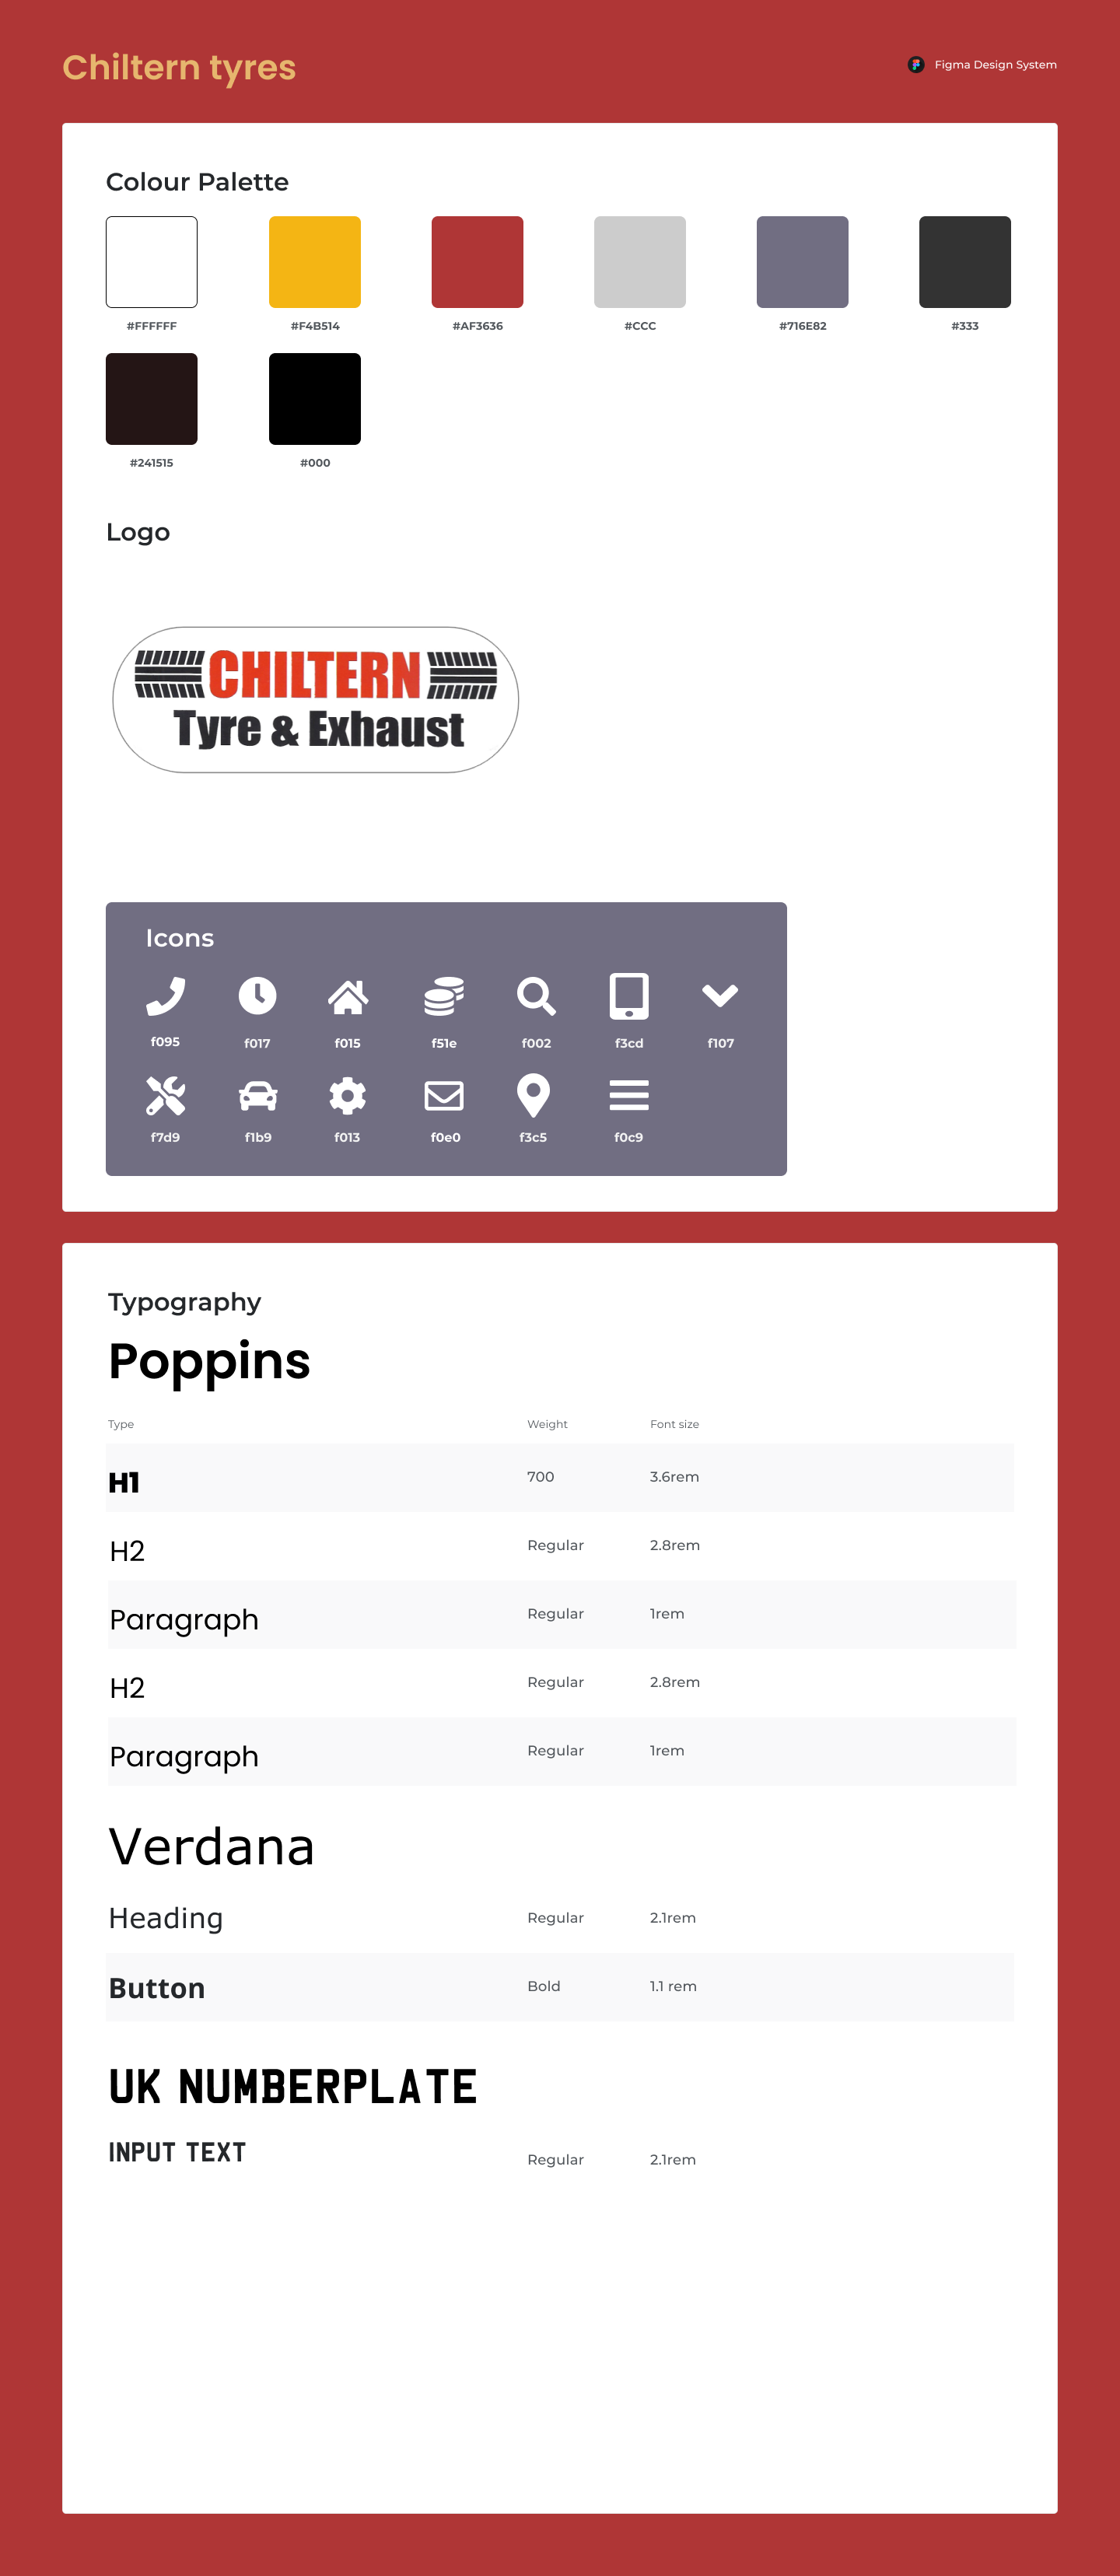 Chiltern tyres
Figma Design System
Colour Palette
#FFFFFF #F4B514 #AF3636 #CCC #716E82 #333
#241515 #000
Logo
CHILTERN
Tyre & Exhaust
Icons
f095 f017 f015 f51e f002 f3cd f107
f7d9 f1b9 f013 f0e0 f3c5 f0c9
Typography
Poppins
Type Weight Font size
H1 700 3.6rem
H2 Regular 2.8rem
Paragraph Regular 1rem
H2 Regular 2.8rem
Paragraph Regular 1rem
Verdana
Heading Regular 2.1rem
Button Bold 1.1 rem
UK NUMBERPLATE
INPUT TEXT Regular 2.1rem